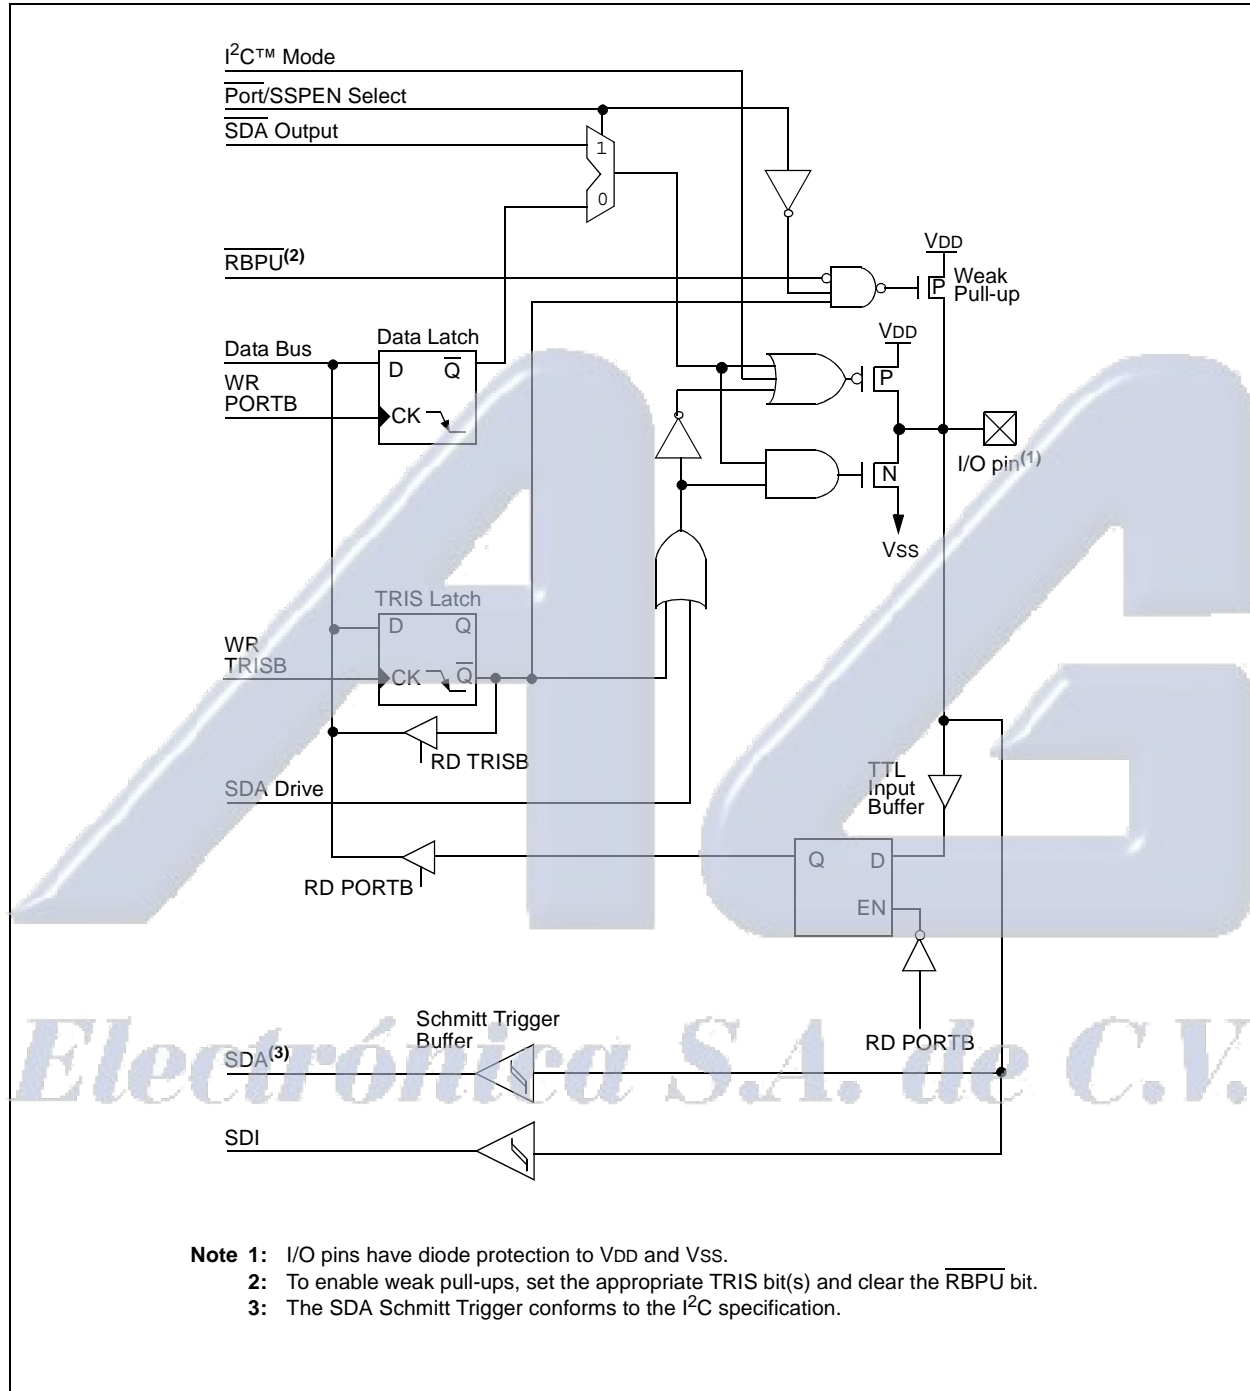 I²C™ Mode
Port/SSPEN Select
SDA Output
1
0
RBPU(2)
VDD
P
Weak
Pull-up
Data Latch
Data Bus
D
Q
WR
PORTB
CK
VDD
P
I/O pin(1)
N
VSS
TRIS Latch
D
Q
WR
TRISB
CK
Q
RD TRISB
SDA Drive
TTL
Input
Buffer
Q
D
RD PORTB
EN
Schmitt Trigger
Buffer
RD PORTB
SDA(3)
SDI
AG
Electrónica S.A. de C.V.
Note 1: I/O pins have diode protection to VDD and VSS.
2: To enable weak pull-ups, set the appropriate TRIS bit(s) and clear the RBPU bit.
3: The SDA Schmitt Trigger conforms to the I²C specification.